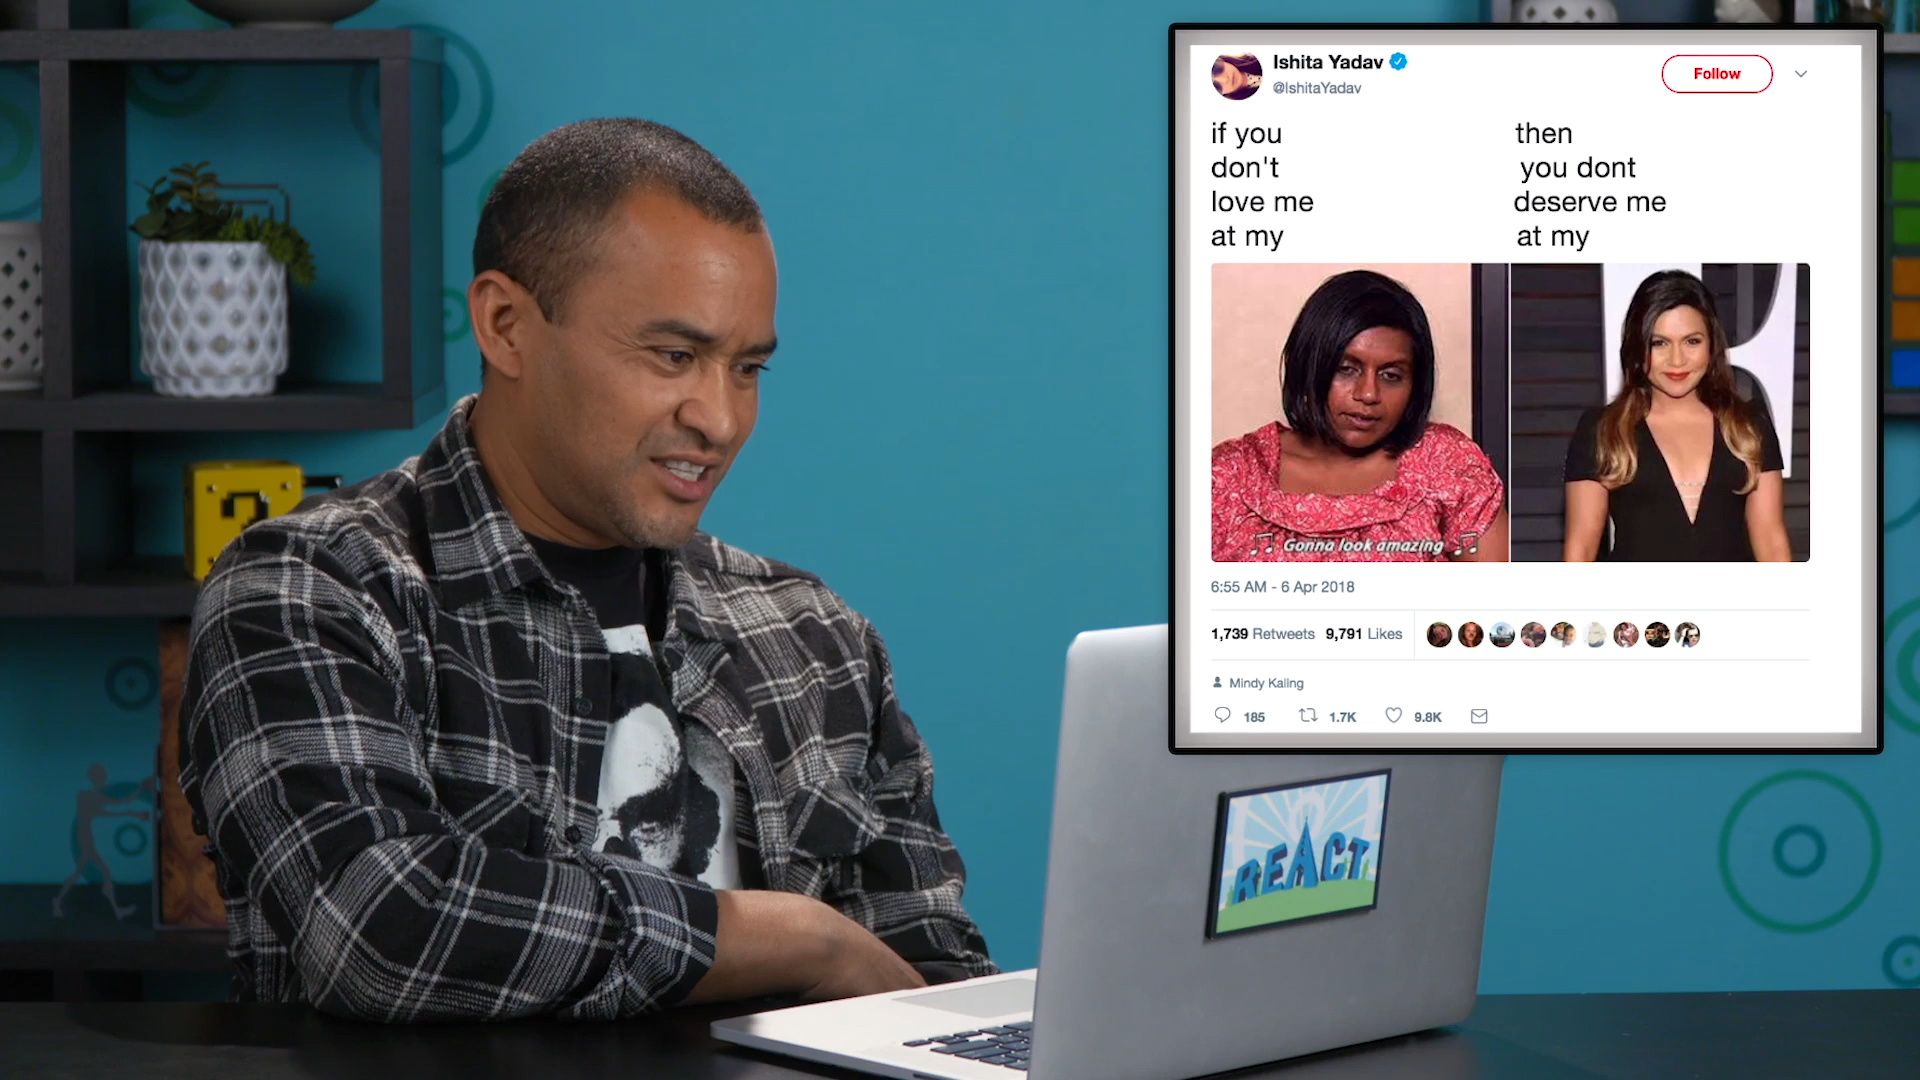 Ishita Yadav
Follow
@IshitaYadav
if you
don't
love me
at my
then
you dont
deserve me
at my
♫ Gonna look amazing ♫
6:55 AM - 6 Apr 2018
1,739 Retweets 9,791 Likes
Mindy Kaling
185 1.7K 9.8K
?
REACT